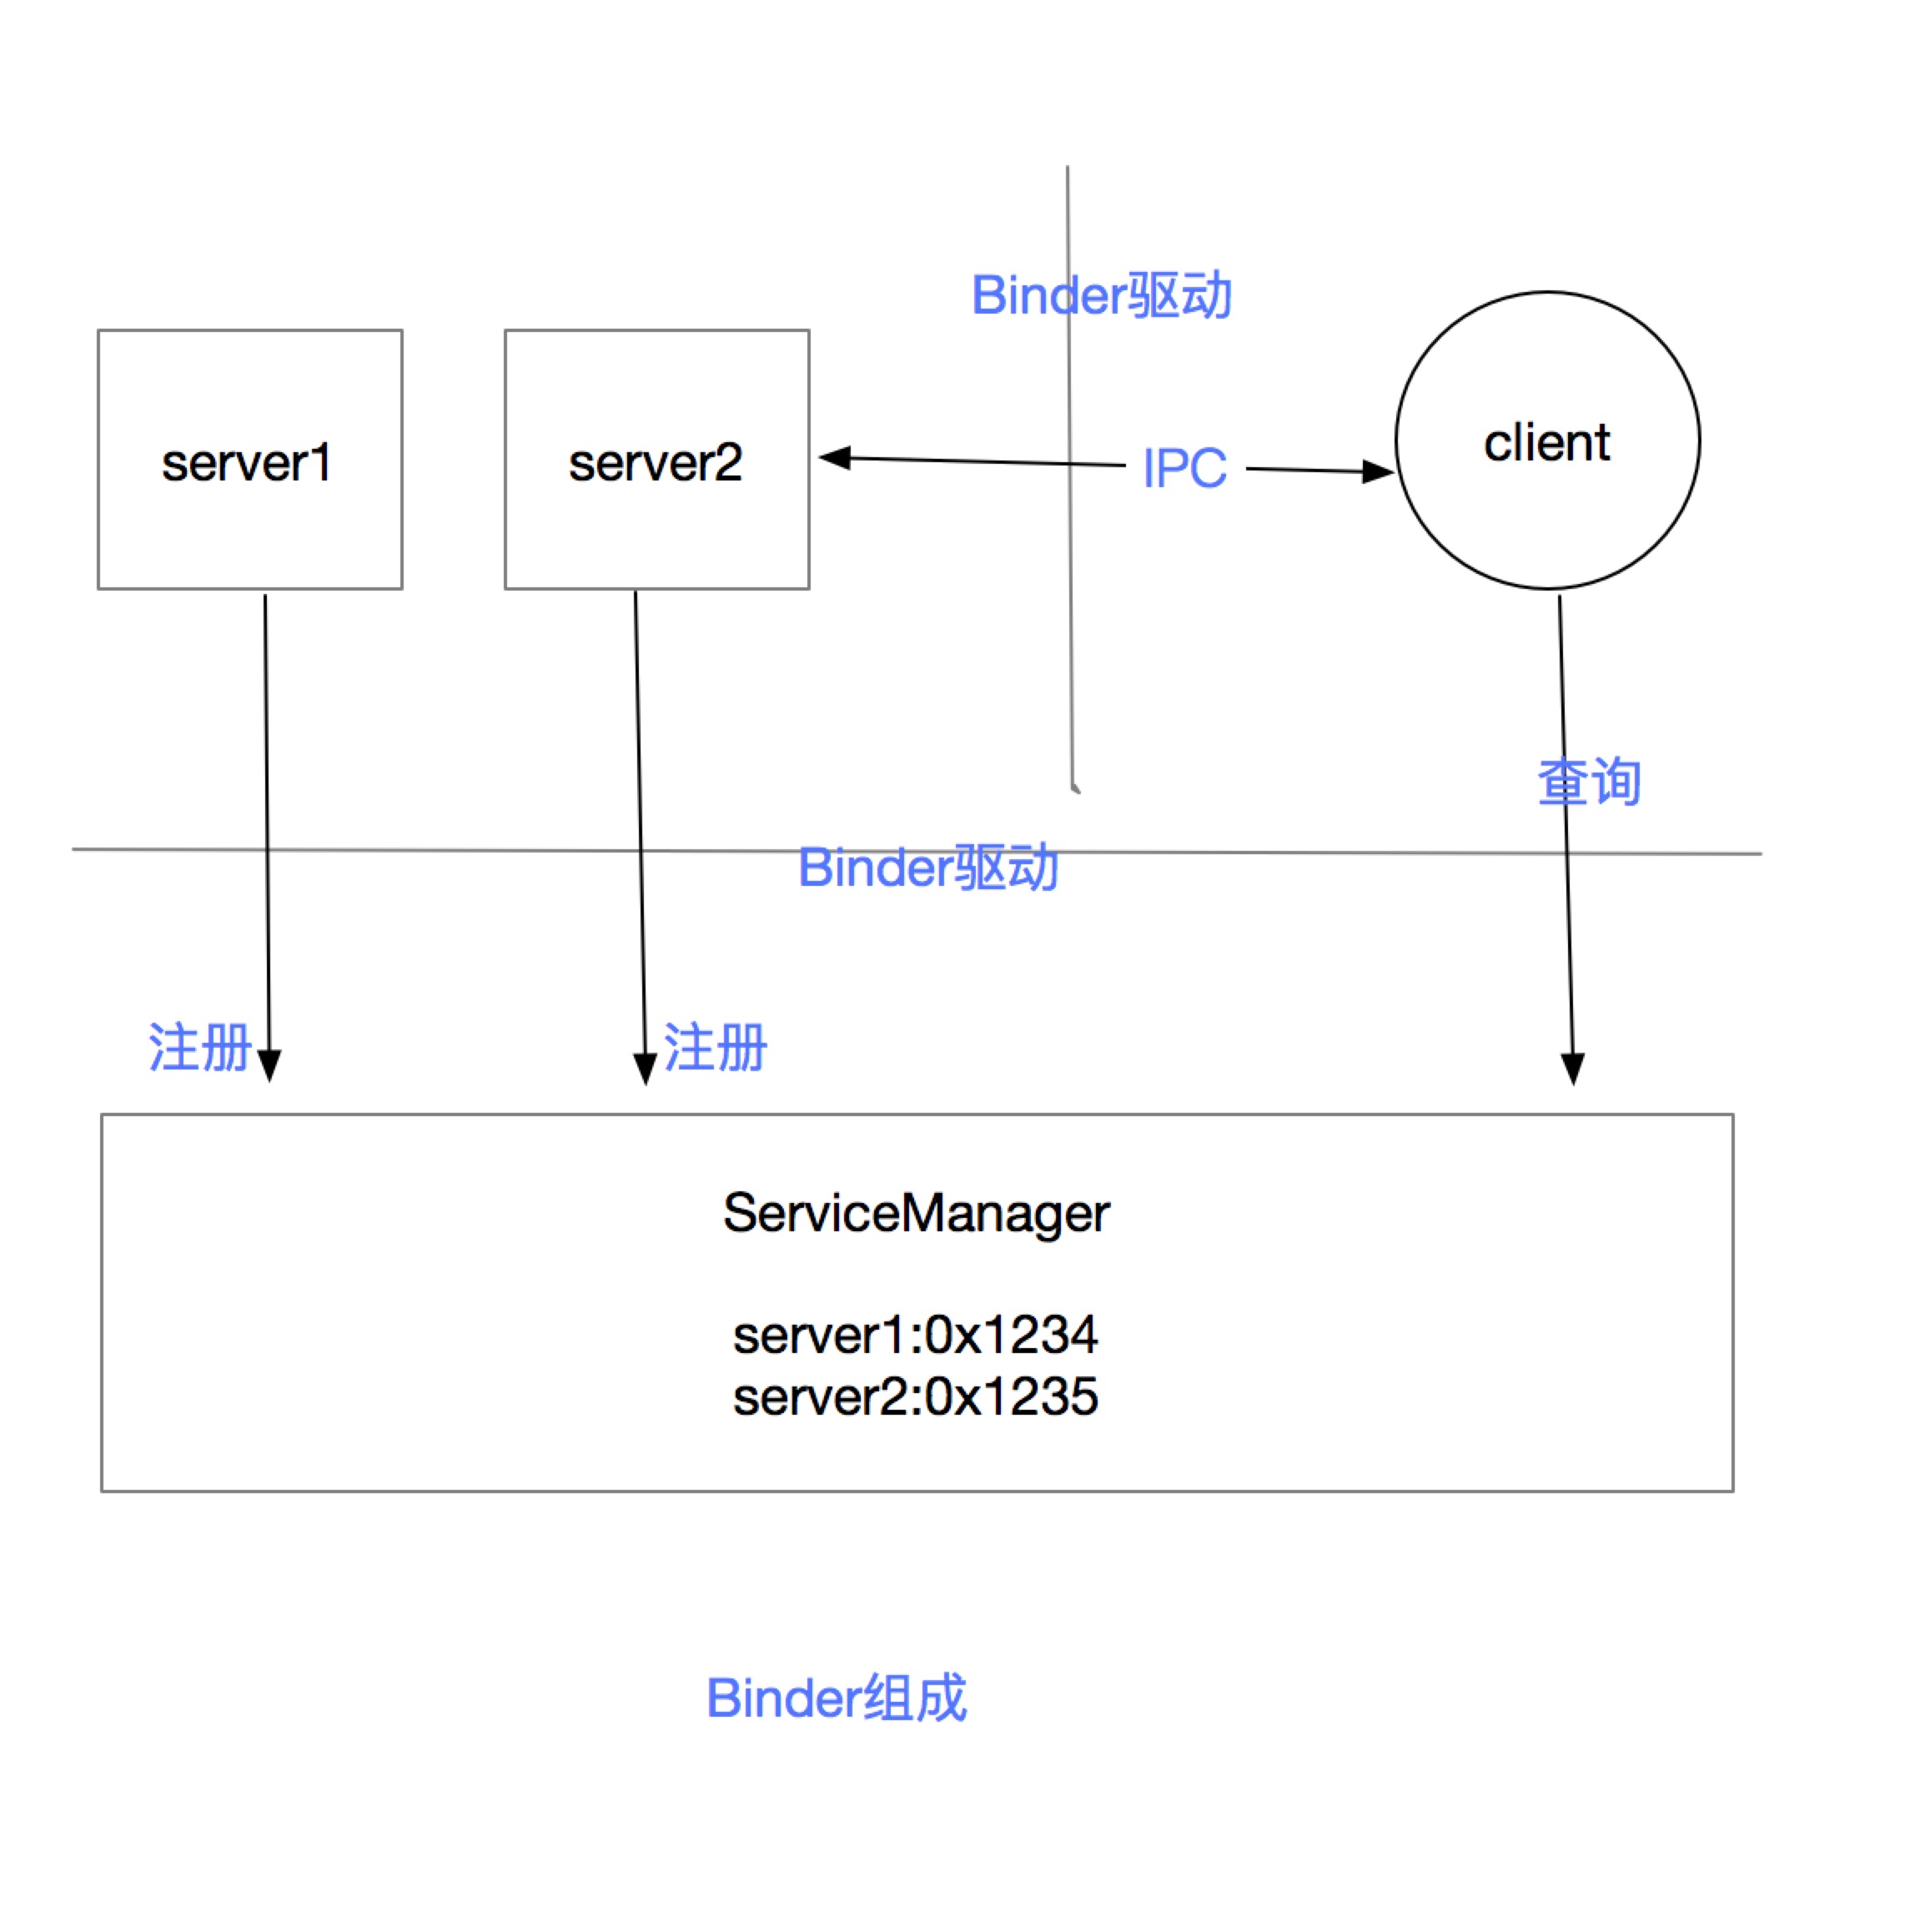 Binder驱动
server1
server2
IPC
client
查询
Binder驱动
注册
注册
ServiceManager
server1:0x1234
server2:0x1235
Binder组成